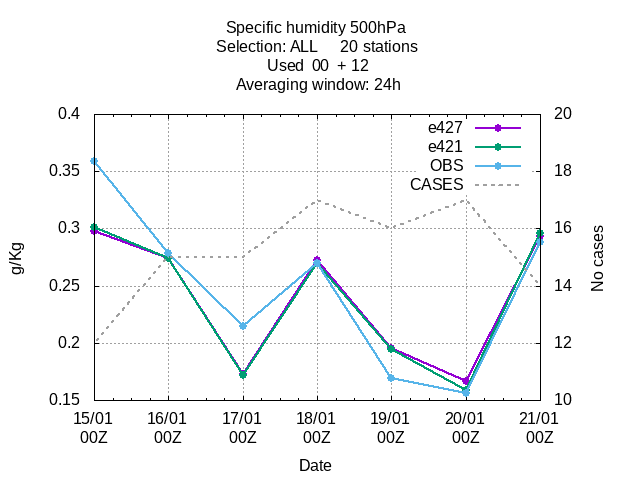 Specific humidity 500hPa
Selection: ALL     20 stations
Used  00  + 12
Averaging window: 24h
0.4
0.35
0.3
0.25
0.2
0.15
g/Kg
e427
e421
OBS
CASES
20
18
16
14
12
10
No cases
15/01 16/01 17/01 18/01 19/01 20/01 21/01
00Z 00Z 00Z 00Z 00Z 00Z 00Z
Date